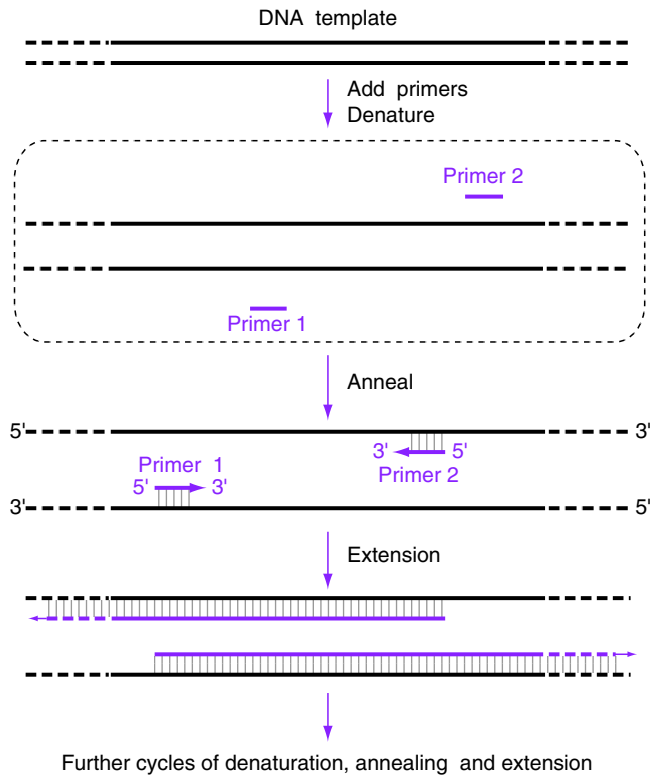 DNA template
Add primers
Denature
Primer 2
Primer 1
Anneal
5' 3'
3' 5'
Primer 1
Primer 2
5' 3'
3' 5'
Extension
Further cycles of denaturation, annealing and extension